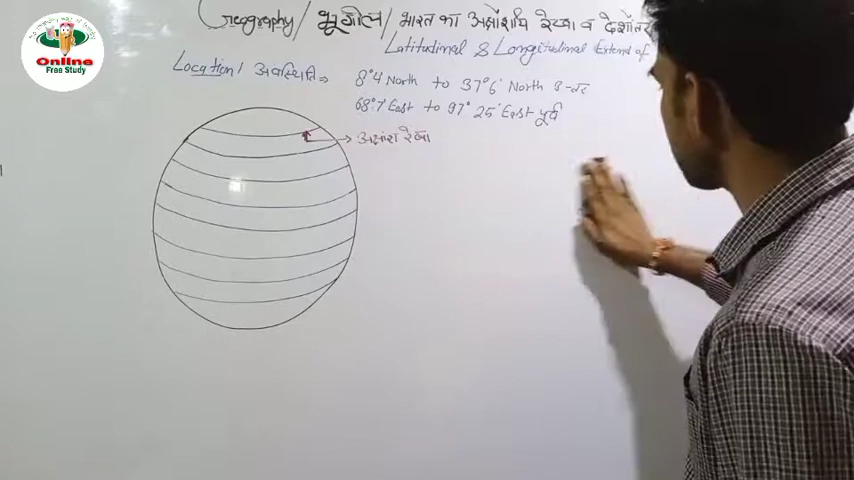 Online
Free Study
Geography/ भूगोल/ भारत का अक्षांशीय रेखा व देशांतर
Latitudinal & Longitudinal Extend of
Location/ अवस्थिति ⇒ 8°4 North to 37°6' North उत्तर
68°7' East to 97° 25' East पूर्व
अक्षांश रेखा